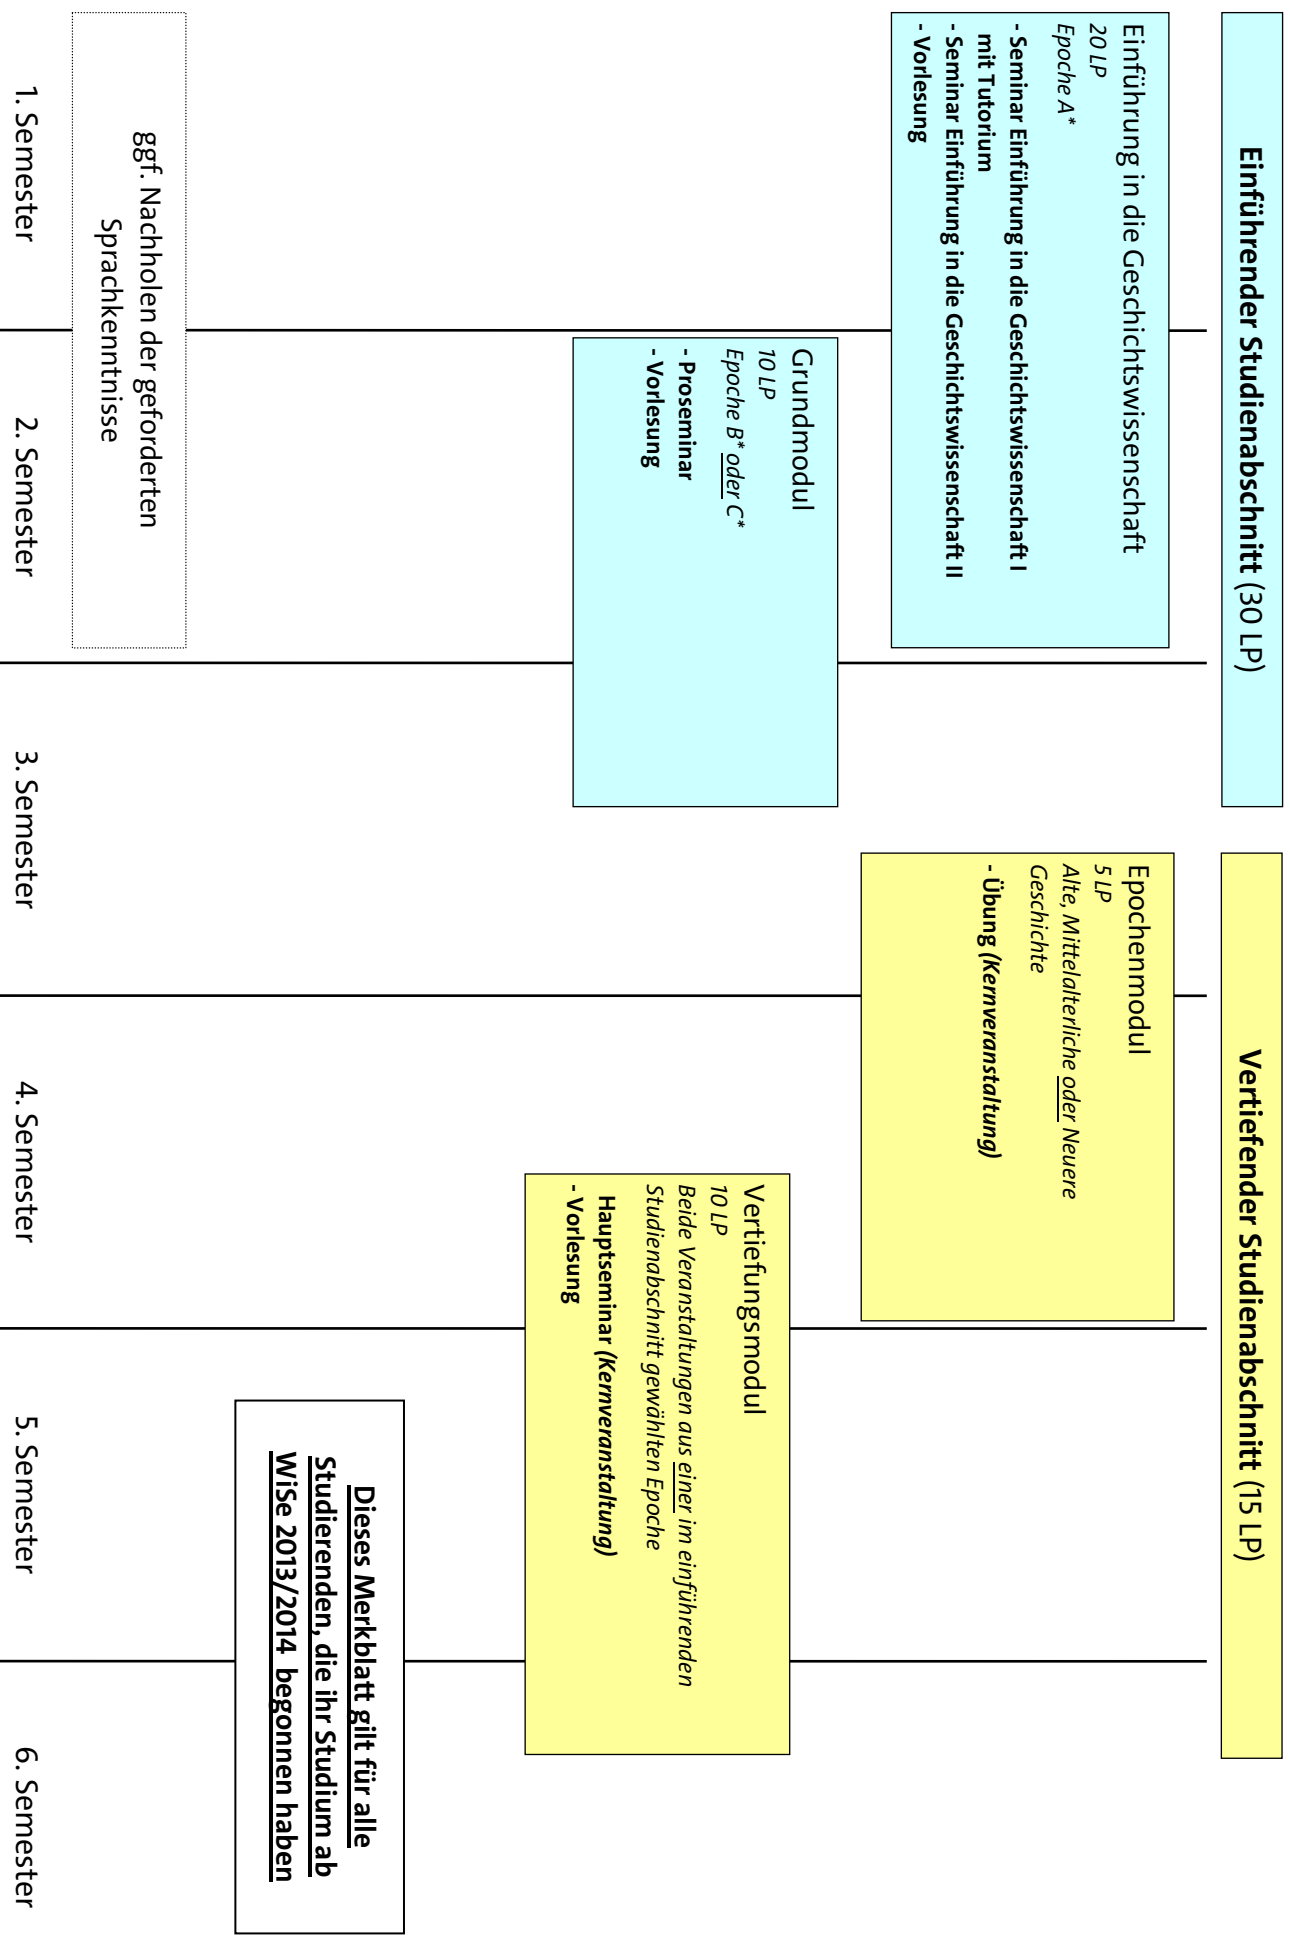 Einführender Studienabschnitt (30 LP)
Vertiefender Studienabschnitt (15 LP)
Einführung in die Geschichtswissenschaft
20 LP
Epoche A*
- Seminar Einführung in die Geschichtswissenschaft I
mit Tutorium
- Seminar Einführung in die Geschichtswissenschaft II
- Vorlesung
Epochenmodul
5 LP
Alte, Mittelalterliche oder Neuere
Geschichte
- Übung (Kernveranstaltung)
Grundmodul
10 LP
Epoche B* oder C*
- Proseminar
- Vorlesung
Vertiefungsmodul
10 LP
Beide Veranstaltungen aus einer im einführenden
Studienabschnitt gewählten Epoche
Hauptseminar (Kernveranstaltung)
- Vorlesung
Dieses Merkblatt gilt für alle
Studierenden, die ihr Studium ab
WiSe 2013/2014 begonnen haben
ggf. Nachholen der geforderten
Sprachkenntnisse
1. Semester
2. Semester
3. Semester
4. Semester
5. Semester
6. Semester